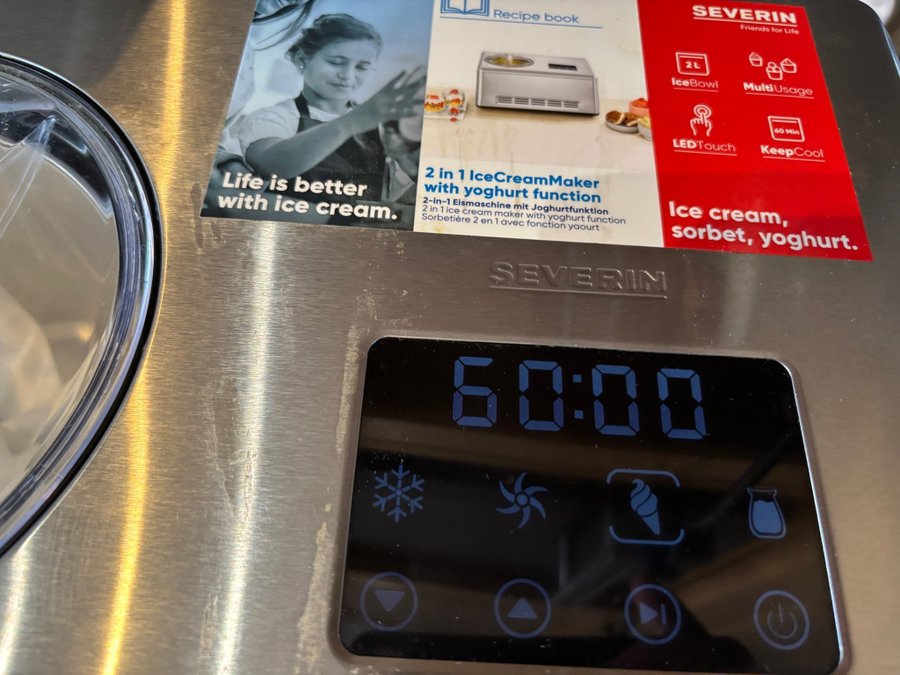 Recipe book
SEVERIN
Friends for Life
2 L
IceBowl
MultiUsage
LEDTouch
60 Min
KeepCool
Life is better
with ice cream.
2 in 1 IceCreamMaker
with yoghurt function
2-in-1 Eismaschine mit Joghurtfunktion
2 in 1 ice cream maker with yoghurt function
Sorbetière 2 en 1 avec fonction yaourt
Ice cream,
sorbet, yoghurt.
SEVERIN
60:00